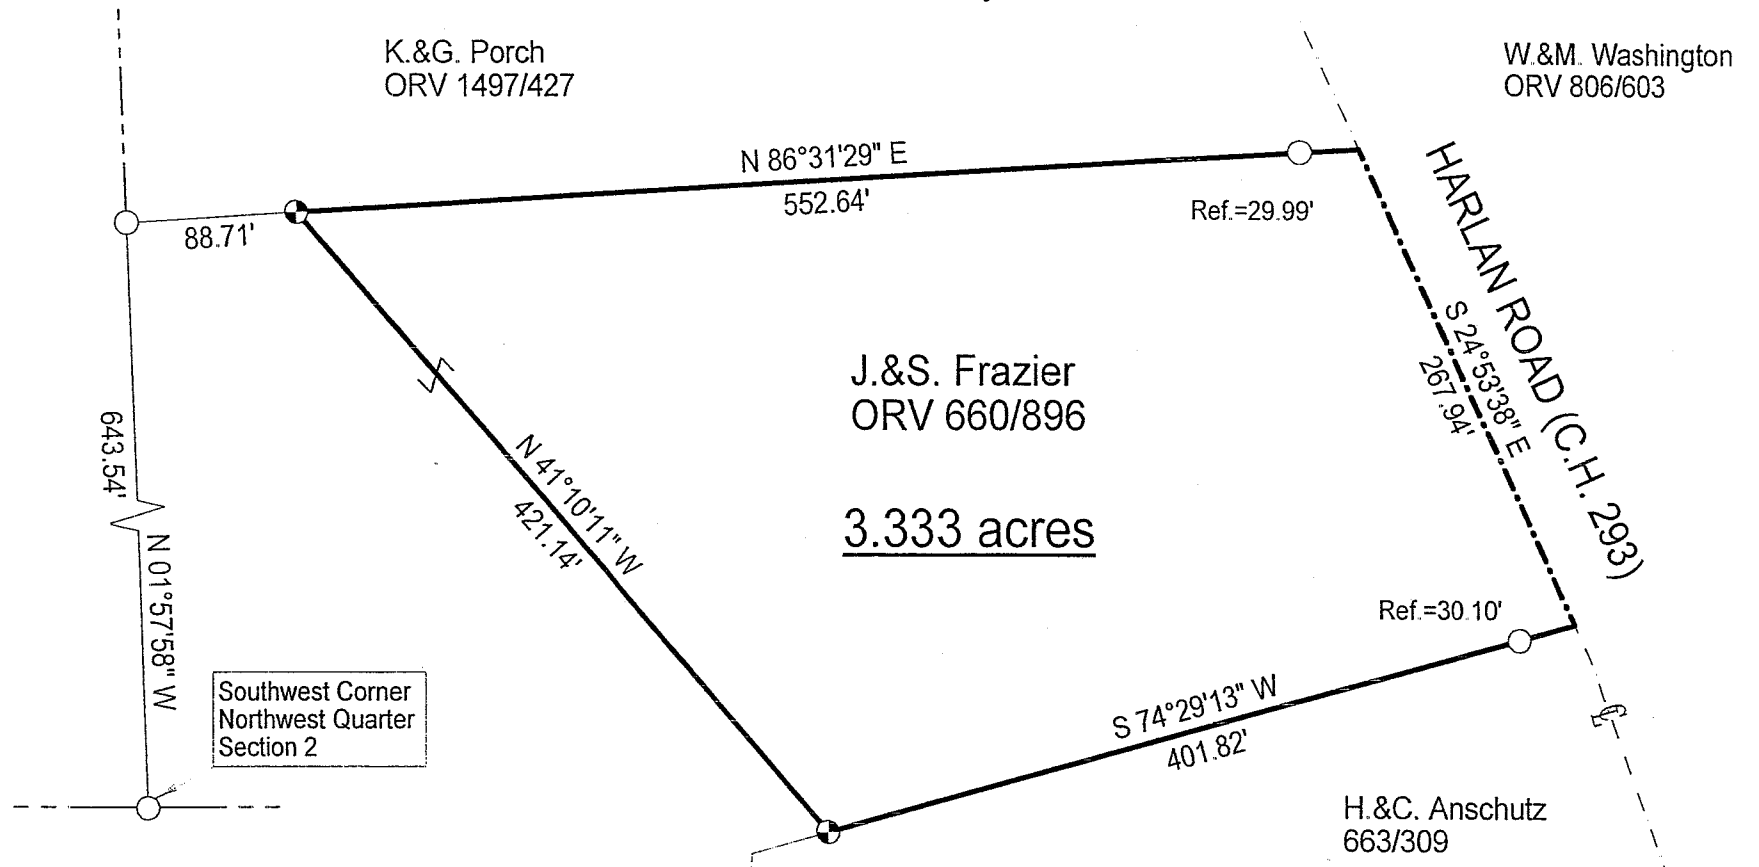 K.&G. Porch
ORV 1497/427
W.&M. Washington
ORV 806/603
N 86°31'29" E
552.64'
Ref.=29.99'
88.71'
HARLAN ROAD (C.H. 293)
S 24°53'38" E
267.94'
J.&S. Frazier
ORV 660/896
3.333 acres
643.54'
N 01°57'58" W
N 41°10'11" W
421.14'
Ref.=30.10'
Southwest Corner
Northwest Quarter
Section 2
S 74°29'13" W
401.82'
H.&C. Anschutz
663/309